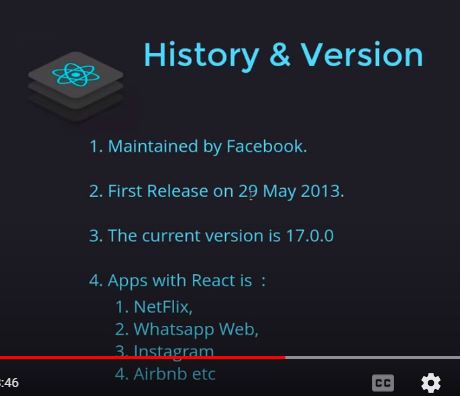 History & Version
1. Maintained by Facebook.
2. First Release on 29 May 2013.
3. The current version is 17.0.0
4. Apps with React is :
1. NetFlix,
2. Whatsapp Web,
3. Instagram
4. Airbnb etc
:46
CC